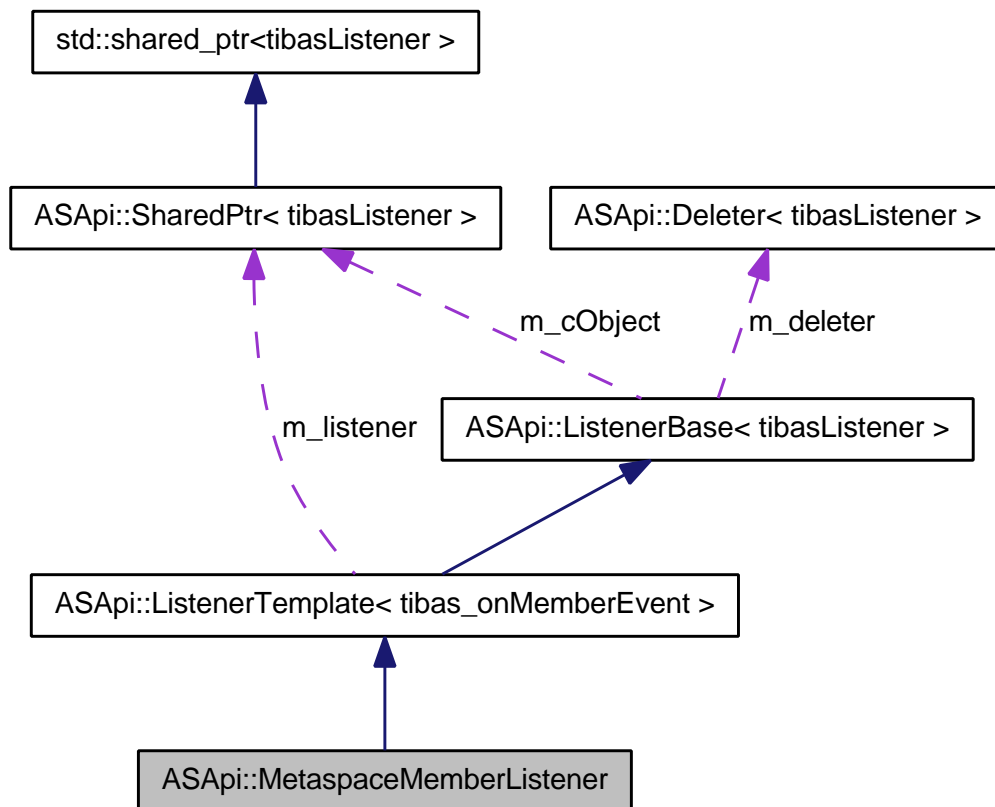 std::shared_ptr<tibasListener >
ASApi::SharedPtr< tibasListener >
ASApi::Deleter< tibasListener >
m_cObject
m_deleter
m_listener
ASApi::ListenerBase< tibasListener >
ASApi::ListenerTemplate< tibas_onMemberEvent >
ASApi::MetaspaceMemberListener